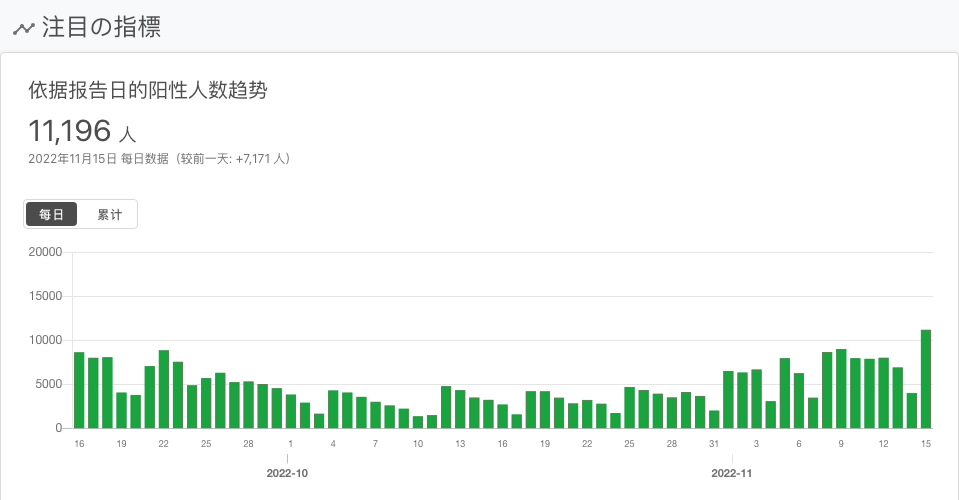 注目の指標
依据报告日的阳性人数趋势
11,196 人
2022年11月15日 每日数据（较前一天: +7,171 人）
每日 累计
20000
15000
10000
5000
0
16 19 22 25 28 1 4 7 10 13 16 19 22 25 28 31 3 6 9 12 15
2022-10 2022-11